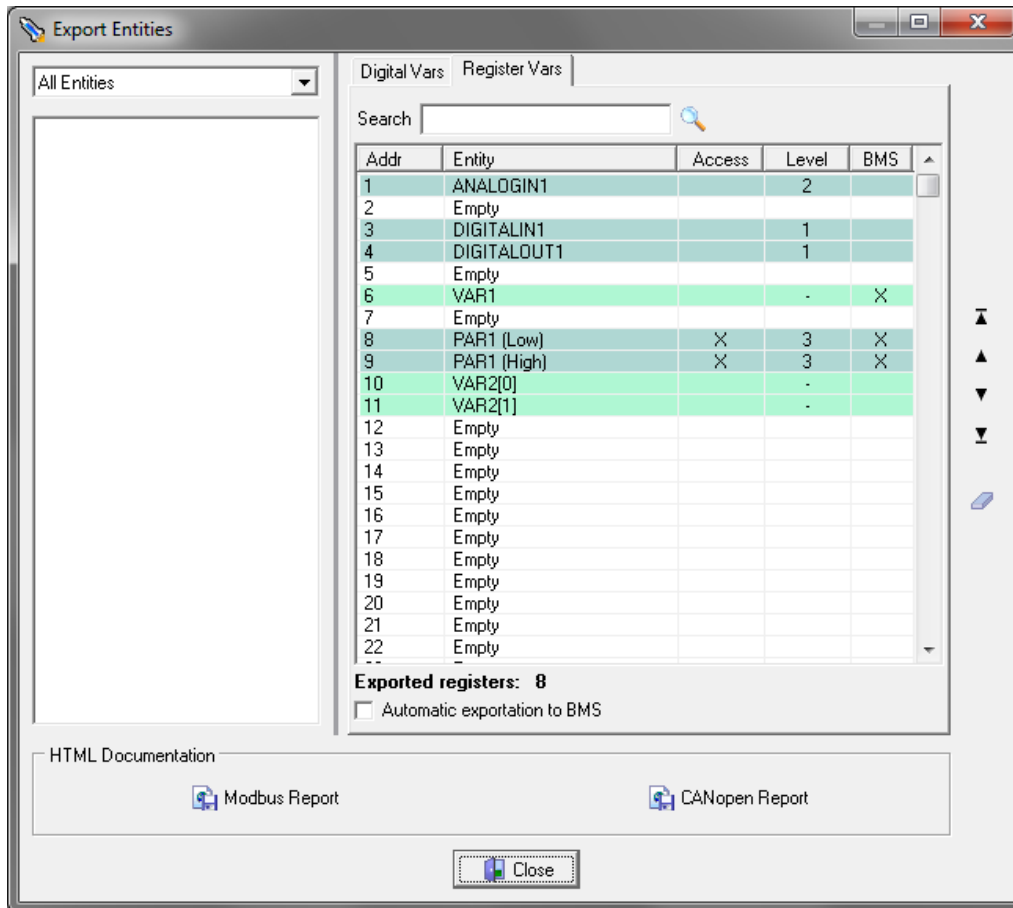 Export Entities
All Entities
Digital Vars Register Vars
Search
Addr Entity Access Level BMS
1 ANALOGIN1 2
2 Empty
3 DIGITALIN1 1
4 DIGITALOUT1 1
5 Empty
6 VAR1 - X
7 Empty
8 PAR1 (Low) X 3 X
9 PAR1 (High) X 3 X
10 VAR2[0] -
11 VAR2[1] -
12 Empty
13 Empty
14 Empty
15 Empty
16 Empty
17 Empty
18 Empty
19 Empty
20 Empty
21 Empty
22 Empty
Exported registers: 8
Automatic exportation to BMS
HTML Documentation
Modbus Report CANopen Report
Close